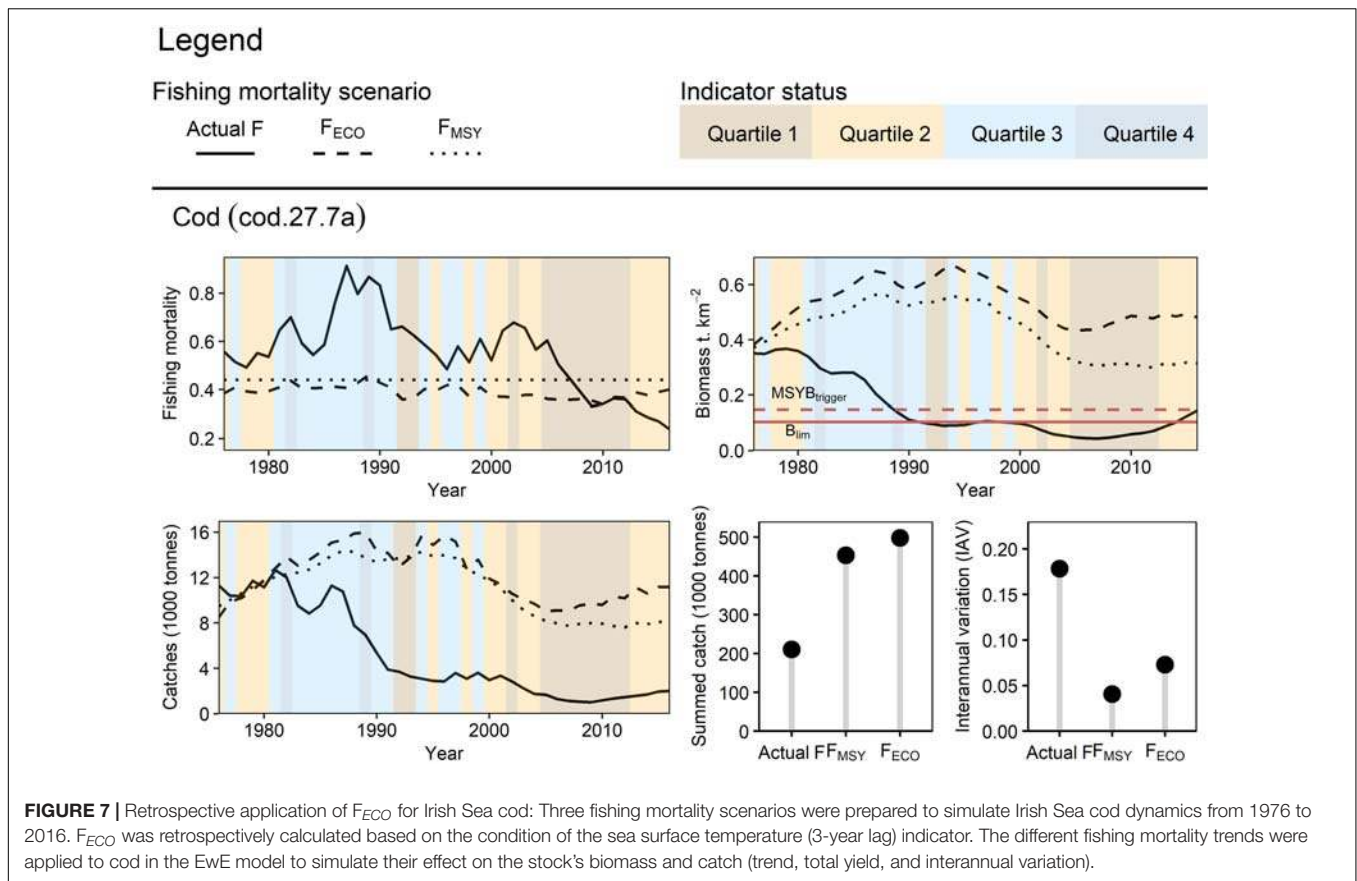 Legend
Fishing mortality scenario
Actual F F_ECO F_MSY
Indicator status
Quartile 1 Quartile 2 Quartile 3 Quartile 4
Cod (cod.27.7a)
Fishing mortality
0.8
0.6
0.4
0.2
1980 1990 2000 2010
Year
Biomass t. km⁻²
0.6
0.4
0.2
0.0
MSYB_trigger
B_lim
1980 1990 2000 2010
Year
Catches (1000 tonnes)
16
12
8
4
0
1980 1990 2000 2010
Year
Summed catch (1000 tonnes)
500
400
300
200
100
0
Actual F F_MSY F_ECO
Interannual variation (IAV)
0.20
0.15
0.10
0.05
0.00
Actual F F_MSY F_ECO
FIGURE 7 | Retrospective application of F_ECO for Irish Sea cod: Three fishing mortality scenarios were prepared to simulate Irish Sea cod dynamics from 1976 to
2016. F_ECO was retrospectively calculated based on the condition of the sea surface temperature (3-year lag) indicator. The different fishing mortality trends were
applied to cod in the EwE model to simulate their effect on the stock's biomass and catch (trend, total yield, and interannual variation).